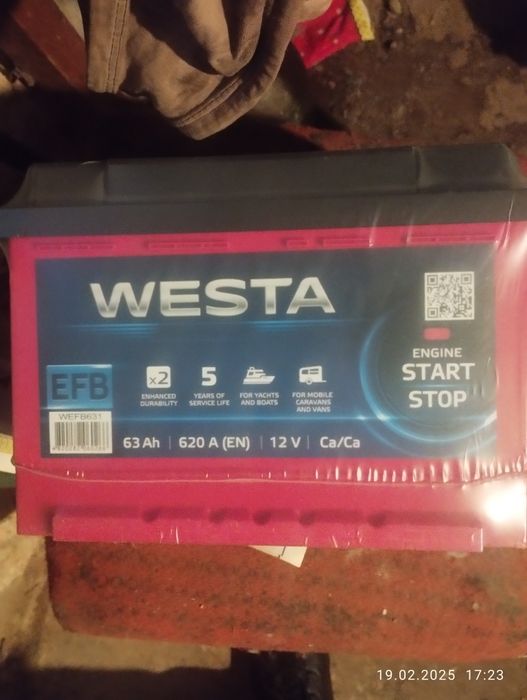 WESTA
ENGINE
START
STOP
EFB
WEFB631
x2
ENHANCED
DURABILITY
5
YEARS OF
SERVICE LIFE
FOR YACHTS
AND BOATS
FOR MOBILE
CARAVANS
AND VANS
63 Ah | 620 A (EN) | 12 V | Ca/Ca
19.02.2025 17:23